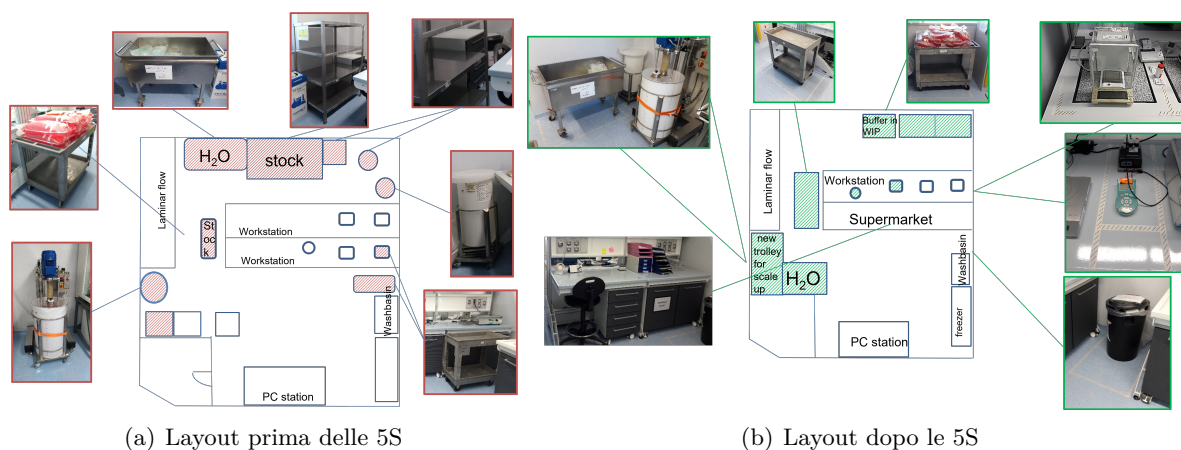 H₂O
stock
Laminar flow
St
oc
k
Workstation
Workstation
Washbasin
PC station
(a) Layout prima delle 5S
Buffer in
WIP
Laminar flow
Workstation
Supermarket
new
trolley
for
scale
up
H₂O
Washbasin
freezer
PC station
(b) Layout dopo le 5S